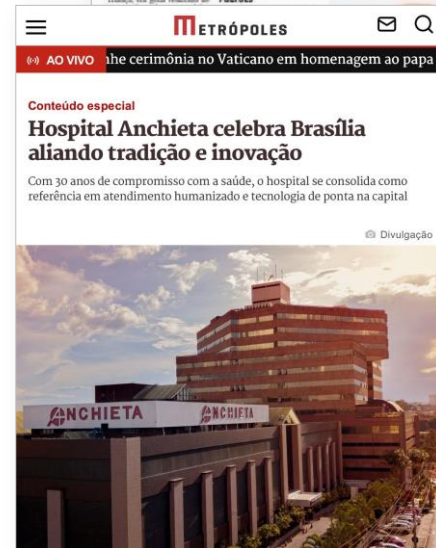 METRÓPOLES
AO VIVO nhe cerimônia no Vaticano em homenagem ao papa
Conteúdo especial
Hospital Anchieta celebra Brasília
aliando tradição e inovação
Com 30 anos de compromisso com a saúde, o hospital se consolida como
referência em atendimento humanizado e tecnologia de ponta na capital
Divulgação
ANCHIETA ANCHIETA